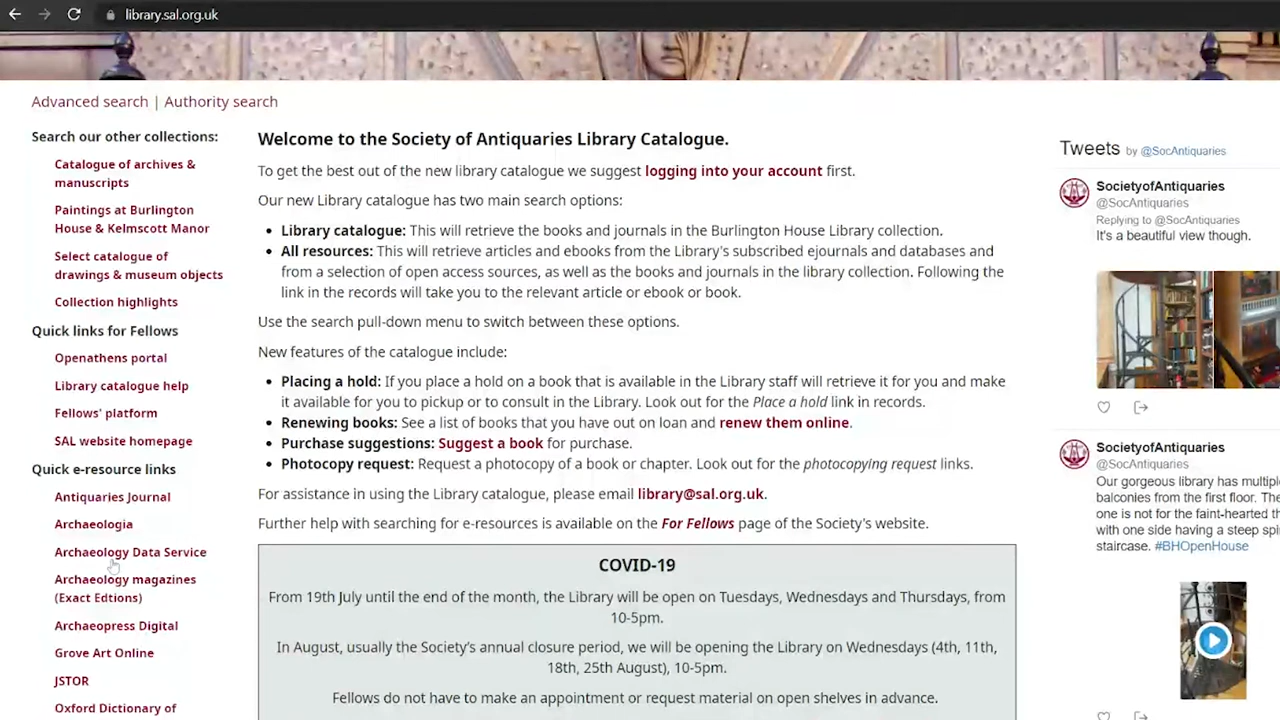 library.sal.org.uk
Advanced search | Authority search
Search our other collections:
Catalogue of archives &
manuscripts
Paintings at Burlington
House & Kelmscott Manor
Select catalogue of
drawings & museum objects
Collection highlights
Quick links for Fellows
Openathens portal
Library catalogue help
Fellows' platform
SAL website homepage
Quick e-resource links
Antiquaries Journal
Archaeologia
Archaeology Data Service
Archaeology magazines
(Exact Edtions)
Archaeopress Digital
Grove Art Online
JSTOR
Oxford Dictionary of
Welcome to the Society of Antiquaries Library Catalogue.
To get the best out of the new library catalogue we suggest logging into your account first.
Our new Library catalogue has two main search options:
• Library catalogue: This will retrieve the books and journals in the Burlington House Library collection.
• All resources: This will retrieve articles and ebooks from the Library's subscribed ejournals and databases and
from a selection of open access sources, as well as the books and journals in the library collection. Following the
link in the records will take you to the relevant article or ebook or book.
Use the search pull-down menu to switch between these options.
New features of the catalogue include:
• Placing a hold: If you place a hold on a book that is available in the Library staff will retrieve it for you and make
it available for you to pickup or to consult in the Library. Look out for the Place a hold link in records.
• Renewing books: See a list of books that you have out on loan and renew them online.
• Purchase suggestions: Suggest a book for purchase.
• Photocopy request: Request a photocopy of a book or chapter. Look out for the photocopying request links.
For assistance in using the Library catalogue, please email library@sal.org.uk.
Further help with searching for e-resources is available on the For Fellows page of the Society's website.
COVID-19
From 19th July until the end of the month, the Library will be open on Tuesdays, Wednesdays and Thursdays, from
10-5pm.
In August, usually the Society's annual closure period, we will be opening the Library on Wednesdays (4th, 11th,
18th, 25th August), 10-5pm.
Fellows do not have to make an appointment or request material on open shelves in advance.
Tweets by @SocAntiquaries
SocietyofAntiquaries
@SocAntiquaries
Replying to @SocAntiquaries
It's a beautiful view though.
SocietyofAntiquaries
@SocAntiquaries
Our gorgeous library has multiple
balconies from the first floor. The
one is not for the faint-hearted th
with one side having a steep spi
staircase. #BHOpenHouse